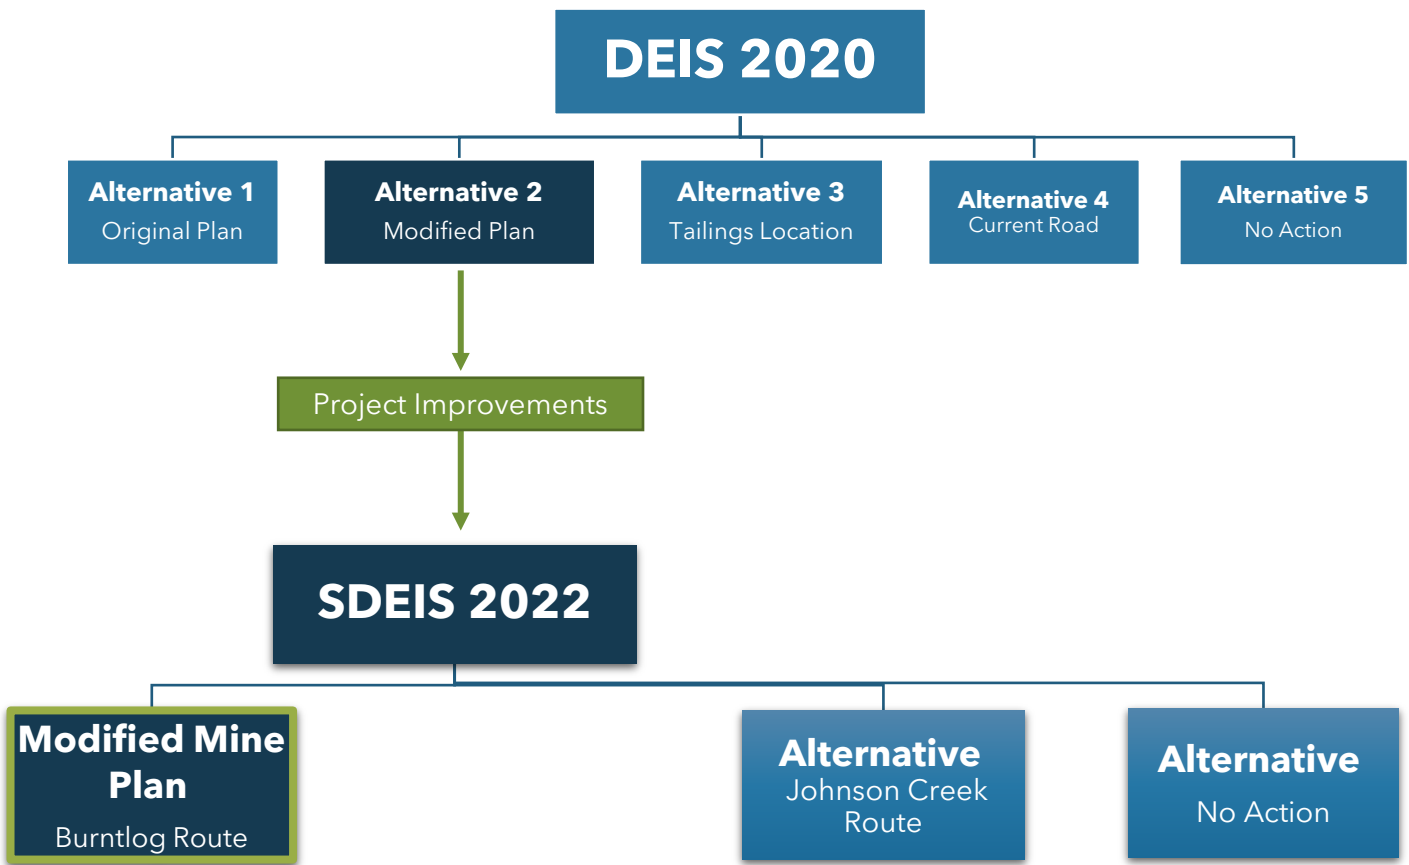 DEIS 2020
Alternative 1
Original Plan
Alternative 2
Modified Plan
Alternative 3
Tailings Location
Alternative 4
Current Road
Alternative 5
No Action
Project Improvements
SDEIS 2022
Modified Mine
Plan
Burntlog Route
Alternative
Johnson Creek
Route
Alternative
No Action